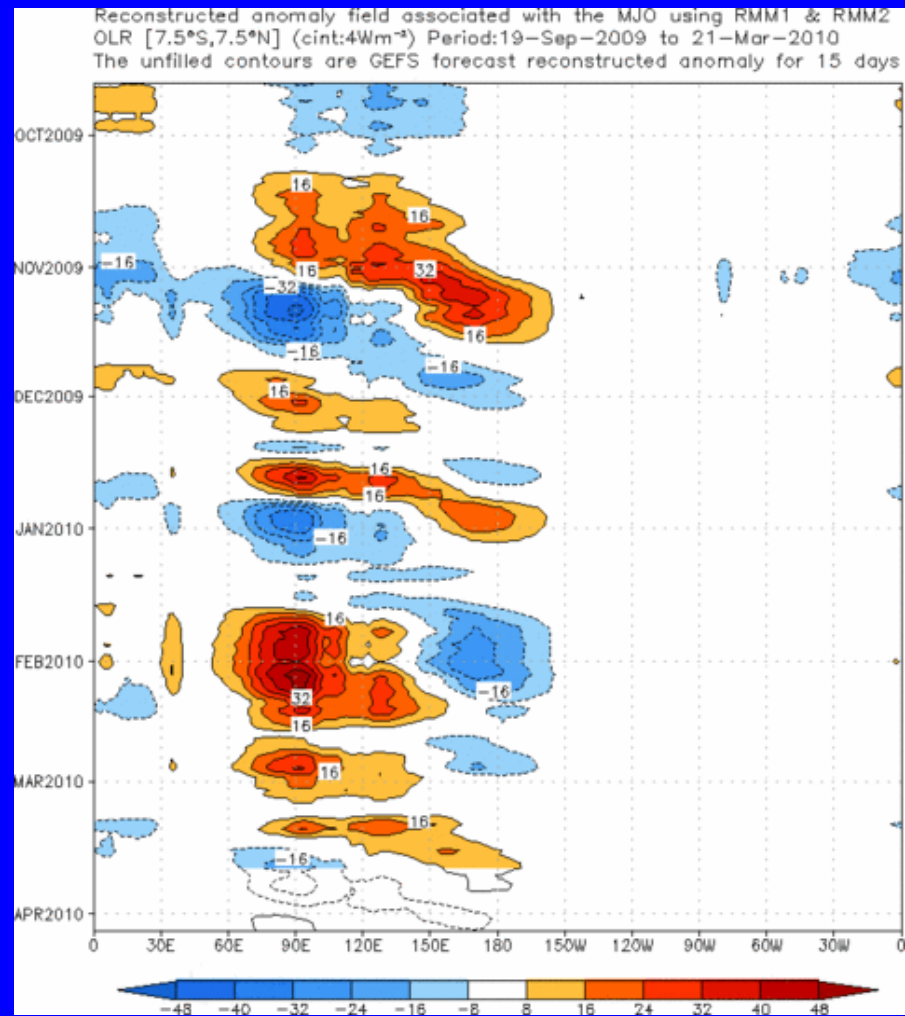 Reconstructed anomaly field associated with the MJO using RMM1 & RMM2
OLR [7.5°S,7.5°N] (cint:4Wm⁻²) Period:19-Sep-2009 to 21-Mar-2010
The unfilled contours are GEFS forecast reconstructed anomaly for 15 days
OCT2009
16
16
16
32
NOV2009
-16
-32
16
-16
-16
DEC2009
16
16
16
JAN2010
-16
16
FEB2010
-16
32
16
MAR2010
16
16
-16
APR2010
0 30E 60E 90E 120E 150E 180 150W 120W 90W 60W 30W 0
-48 -40 -32 -24 -16 -8 8 16 24 32 40 48